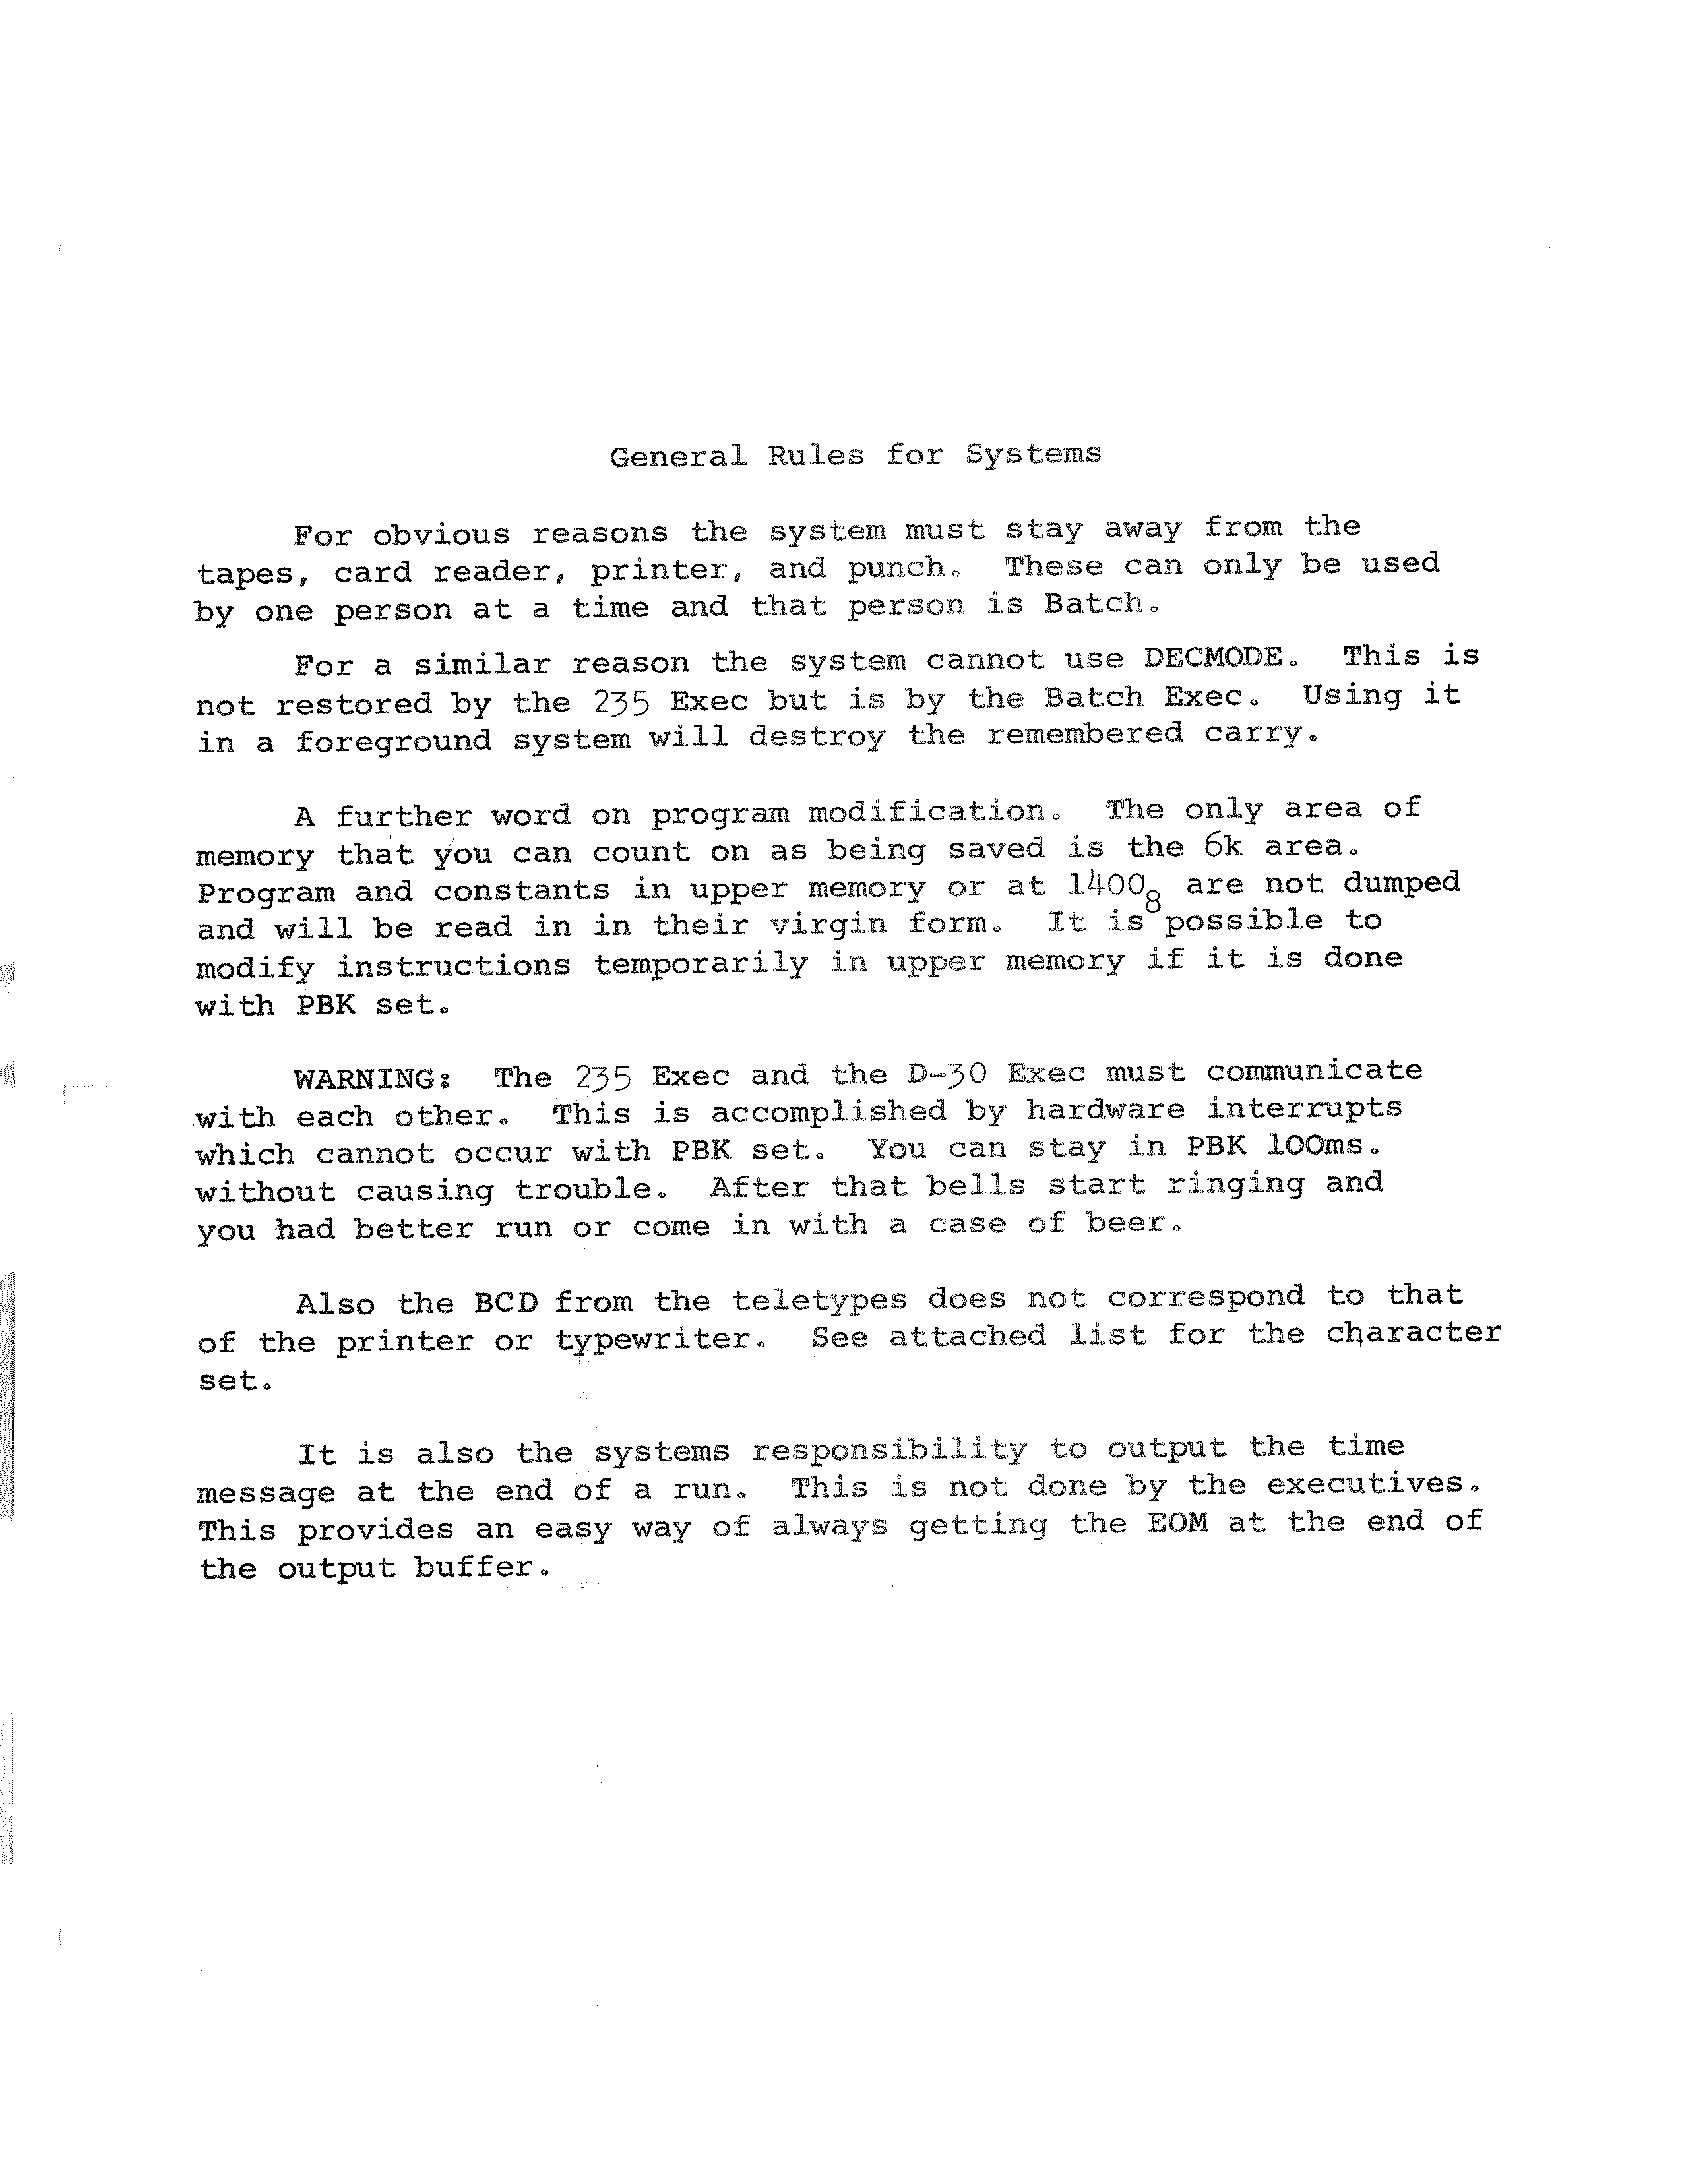 General Rules for Systems
For obvious reasons the system must stay away from the
tapes, card reader, printer, and punch. These can only be used
by one person at a time and that person is Batch.
For a similar reason the system cannot use DECMODE. This is
not restored by the 235 Exec but is by the Batch Exec. Using it
in a foreground system will destroy the remembered carry.
A further word on program modification. The only area of
memory that you can count on as being saved is the 6k area.
Program and constants in upper memory or at 1400₈ are not dumped
and will be read in in their virgin form. It is possible to
modify instructions temporarily in upper memory if it is done
with PBK set.
WARNING: The 235 Exec and the D-30 Exec must communicate
with each other. This is accomplished by hardware interrupts
which cannot occur with PBK set. You can stay in PBK 100ms.
without causing trouble. After that bells start ringing and
you had better run or come in with a case of beer.
Also the BCD from the teletypes does not correspond to that
of the printer or typewriter. See attached list for the character
set.
It is also the systems responsibility to output the time
message at the end of a run. This is not done by the executives.
This provides an easy way of always getting the EOM at the end of
the output buffer.